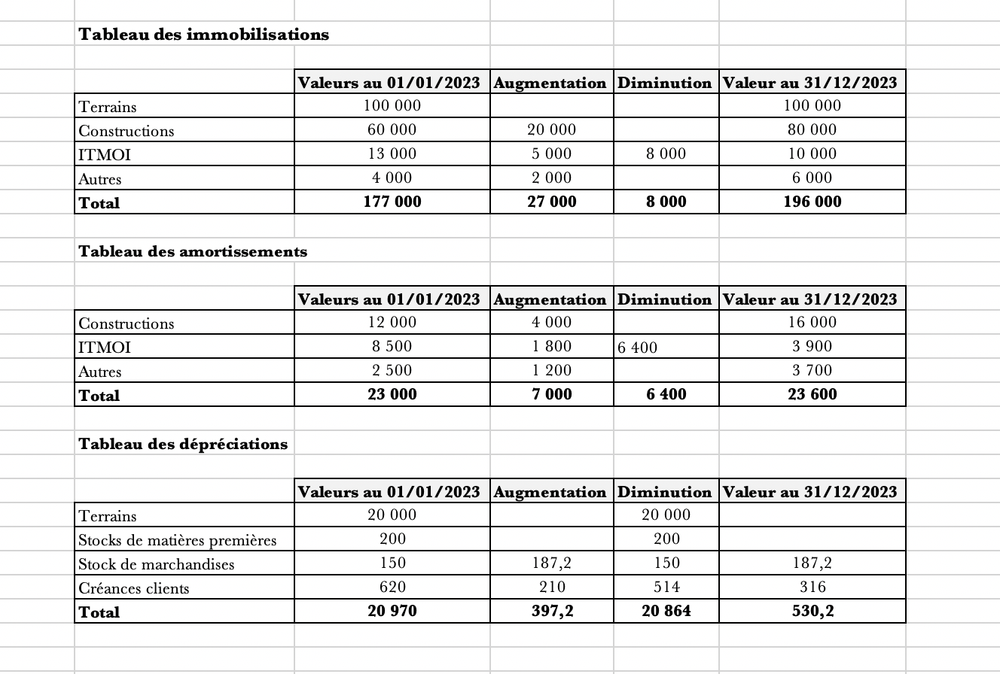 Tableau des immobilisations
Valeurs au 01/01/2023 Augmentation Diminution Valeur au 31/12/2023
Terrains 100 000 100 000
Constructions 60 000 20 000 80 000
ITMOI 13 000 5 000 8 000 10 000
Autres 4 000 2 000 6 000
Total 177 000 27 000 8 000 196 000
Tableau des amortissements
Valeurs au 01/01/2023 Augmentation Diminution Valeur au 31/12/2023
Constructions 12 000 4 000 16 000
ITMOI 8 500 1 800 6 400 3 900
Autres 2 500 1 200 3 700
Total 23 000 7 000 6 400 23 600
Tableau des dépréciations
Valeurs au 01/01/2023 Augmentation Diminution Valeur au 31/12/2023
Terrains 20 000 20 000
Stocks de matières premières 200 200
Stock de marchandises 150 187,2 150 187,2
Créances clients 620 210 514 316
Total 20 970 397,2 20 864 530,2